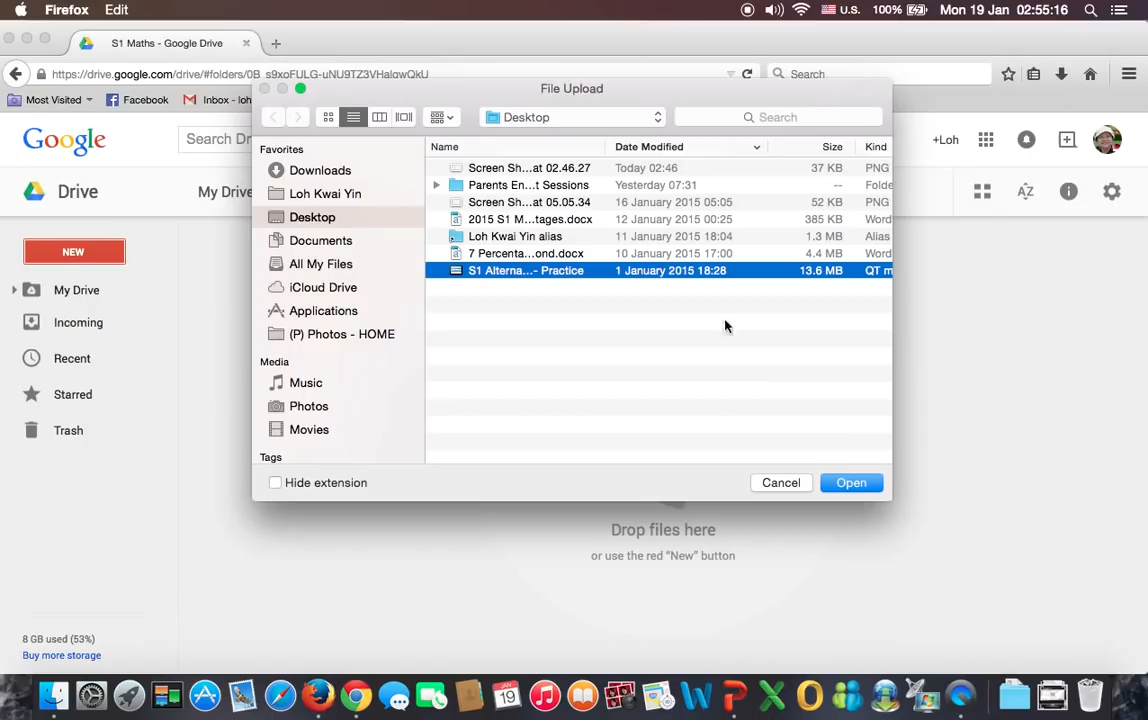 Firefox Edit U.S. 100% Mon 19 Jan 02:55:16
S1 Maths - Google Drive
https://drive.google.com/drive/#folders/0B_s9xoFULG-uNU9TZ3VHalqwQkU Search
Most Visited Facebook Inbox - loh
File Upload
Desktop Search
Google Search Dr +Loh
Drive My Drive
NEW
My Drive
Incoming
Recent
Starred
Trash
8 GB used (53%)
Buy more storage
Favorites
Downloads
Loh Kwai Yin
Desktop
Documents
All My Files
iCloud Drive
Applications
(P) Photos - HOME
Media
Music
Photos
Movies
Tags
Name Date Modified Size Kind
Screen Sh...at 02.46.27 Today 02:46 37 KB PNG
Parents En...t Sessions Yesterday 07:31 -- Folde
Screen Sh...at 05.05.34 16 January 2015 05:05 52 KB PNG
2015 S1 M...tages.docx 12 January 2015 00:25 385 KB Word
Loh Kwai Yin alias 11 January 2015 18:04 1.3 MB Alias
7 Percenta...ond.docx 10 January 2015 17:00 4.4 MB Word
S1 Alterna...- Practice 1 January 2015 18:28 13.6 MB QT m
Hide extension Cancel Open
Drop files here
or use the red “New” button
JAN
19